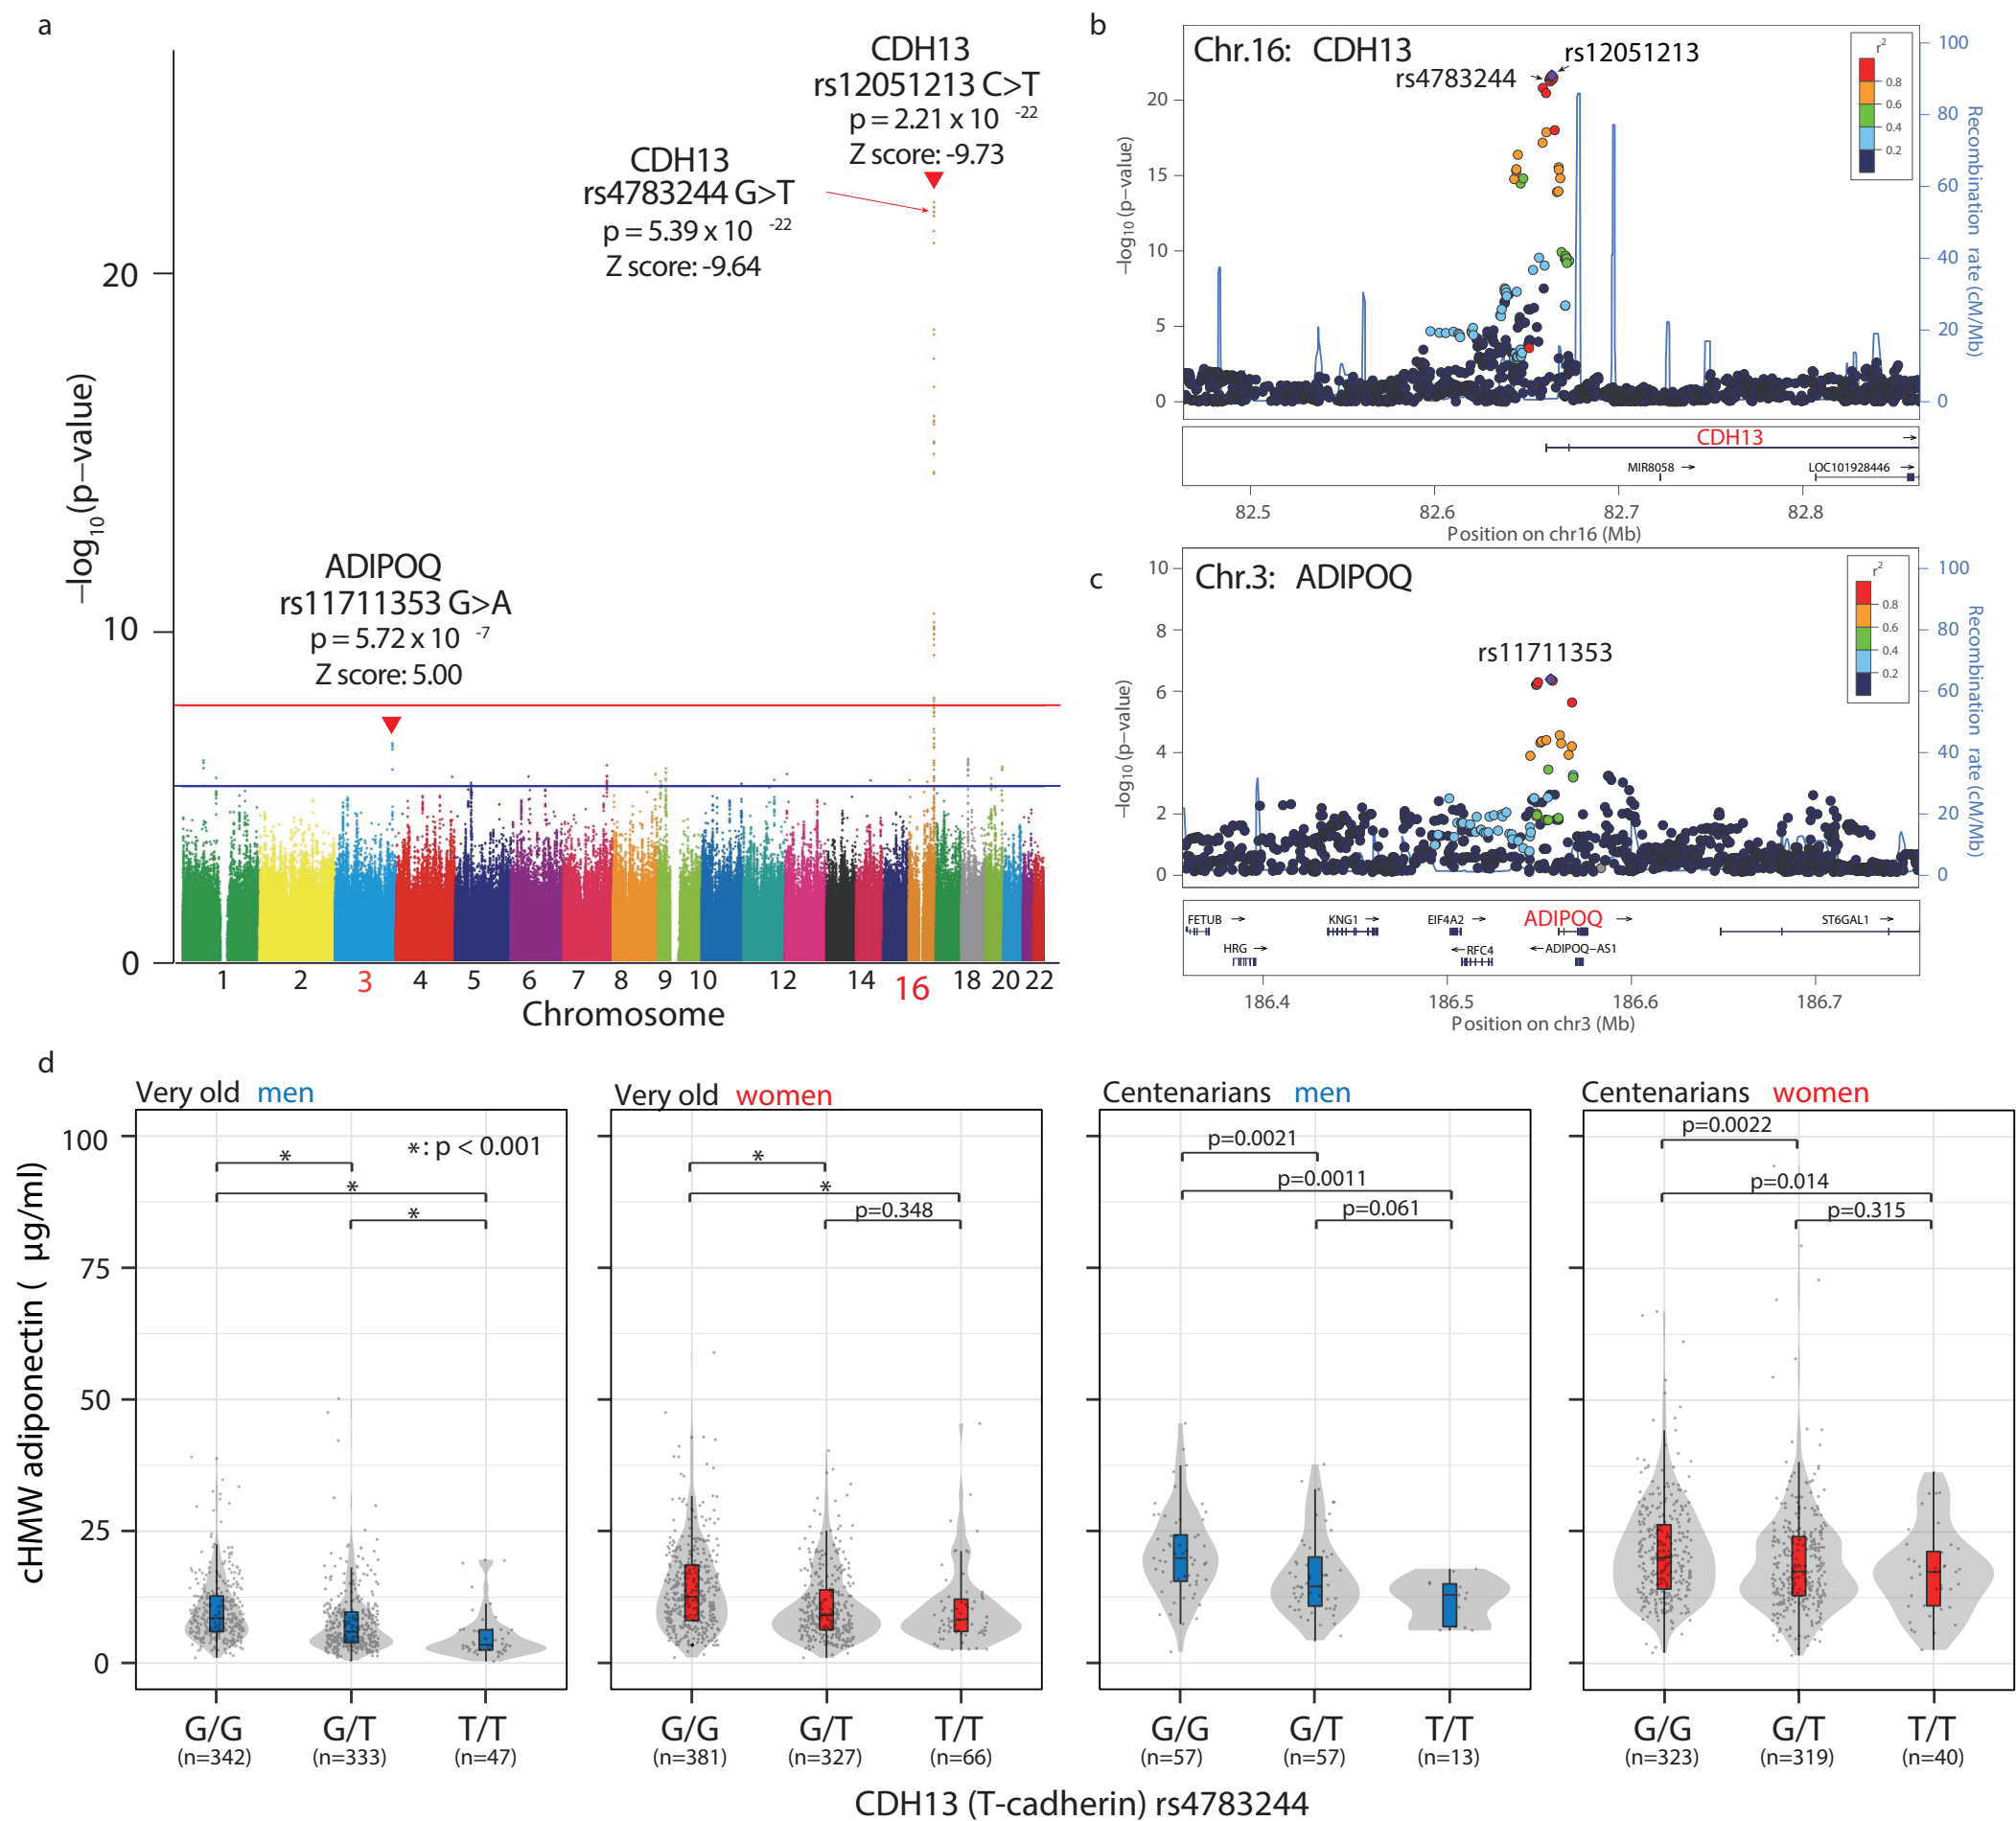 a
CDH13
rs12051213 C>T
p = 2.21 x 10 -22
Z score: -9.73
CDH13
rs4783244 G>T
p = 5.39 x 10 -22
Z score: -9.64
ADIPOQ
rs11711353 G>A
p = 5.72 x 10 -7
Z score: 5.00
−log10(p−value)
20
10
0
1 2 3 4 5 6 7 8 9 10 12 14 16 18 20 22
Chromosome
b
Chr.16: CDH13
rs12051213
rs4783244
r2
0.8
0.6
0.4
0.2
−log10(p−value)
20
15
10
5
0
Recombination rate (cM/Mb)
100
80
60
40
20
0
CDH13 →
MIR8058 →
LOC101928446 →
82.5 82.6 82.7 82.8
Position on chr16 (Mb)
c
Chr.3: ADIPOQ
rs11711353
r2
0.8
0.6
0.4
0.2
−log10(p−value)
10
8
6
4
2
0
Recombination rate (cM/Mb)
100
80
60
40
20
0
FETUB → KNG1 → EIF4A2 → ADIPOQ → ST6GAL1 →
HRG → ←RFC4 ←ADIPOQ−AS1
186.4 186.5 186.6 186.7
Position on chr3 (Mb)
d
cHMW adiponectin ( μg/ml)
100
75
50
25
0
Very old men
*: p < 0.001
*
*
*
G/G G/T T/T
(n=342) (n=333) (n=47)
Very old women
*
*
p=0.348
G/G G/T T/T
(n=381) (n=327) (n=66)
Centenarians men
p=0.0021
p=0.0011
p=0.061
G/G G/T T/T
(n=57) (n=57) (n=13)
Centenarians women
p=0.0022
p=0.014
p=0.315
G/G G/T T/T
(n=323) (n=319) (n=40)
CDH13 (T-cadherin) rs4783244